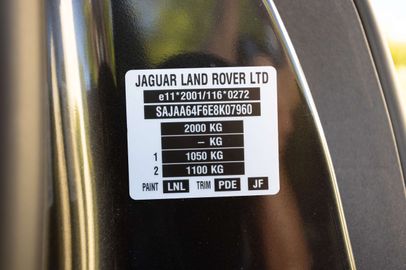 JAGUAR LAND ROVER LTD
e11*2001/116*0272
SAJAA64F6E8K07960
2000 KG
-- KG
1 1050 KG
2 1100 KG
PAINT LNL TRIM PDE JF